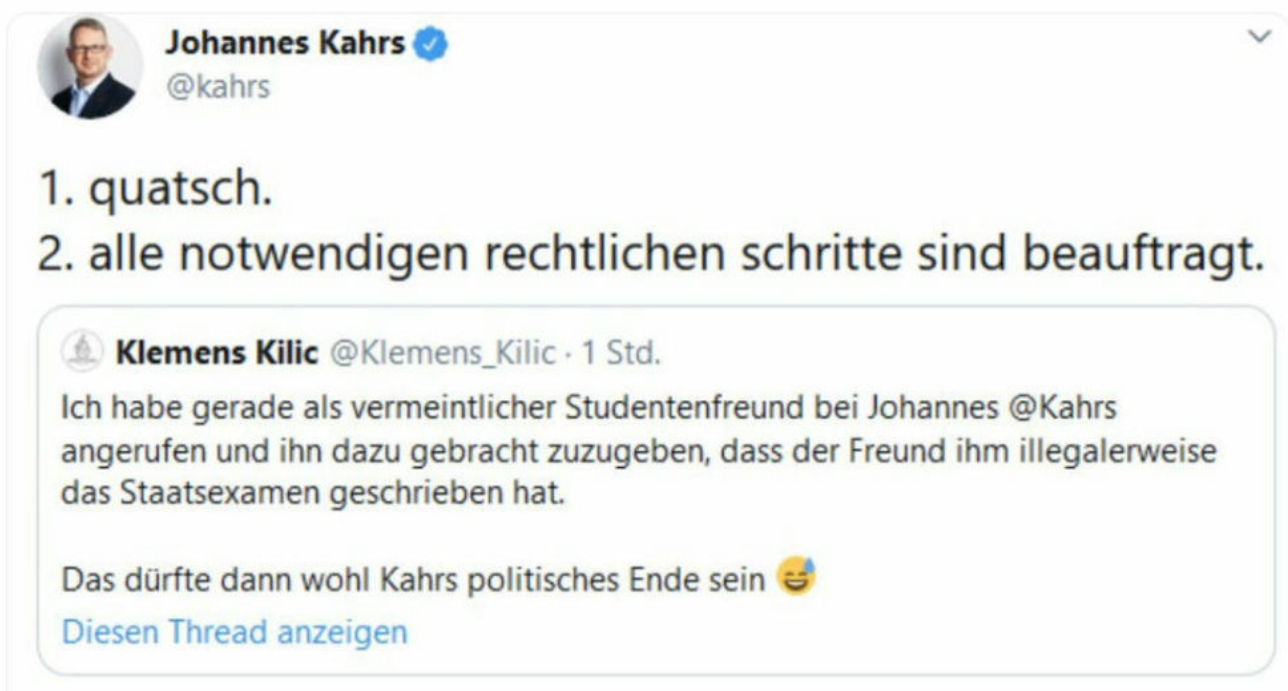 Johannes Kahrs
@kahrs
1. quatsch.
2. alle notwendigen rechtlichen schritte sind beauftragt.
Klemens Kilic @Klemens_Kilic · 1 Std.
Ich habe gerade als vermeintlicher Studentenfreund bei Johannes @Kahrs
angerufen und ihn dazu gebracht zuzugeben, dass der Freund ihm illegalerweise
das Staatsexamen geschrieben hat.
Das dürfte dann wohl Kahrs politisches Ende sein 😅
Diesen Thread anzeigen